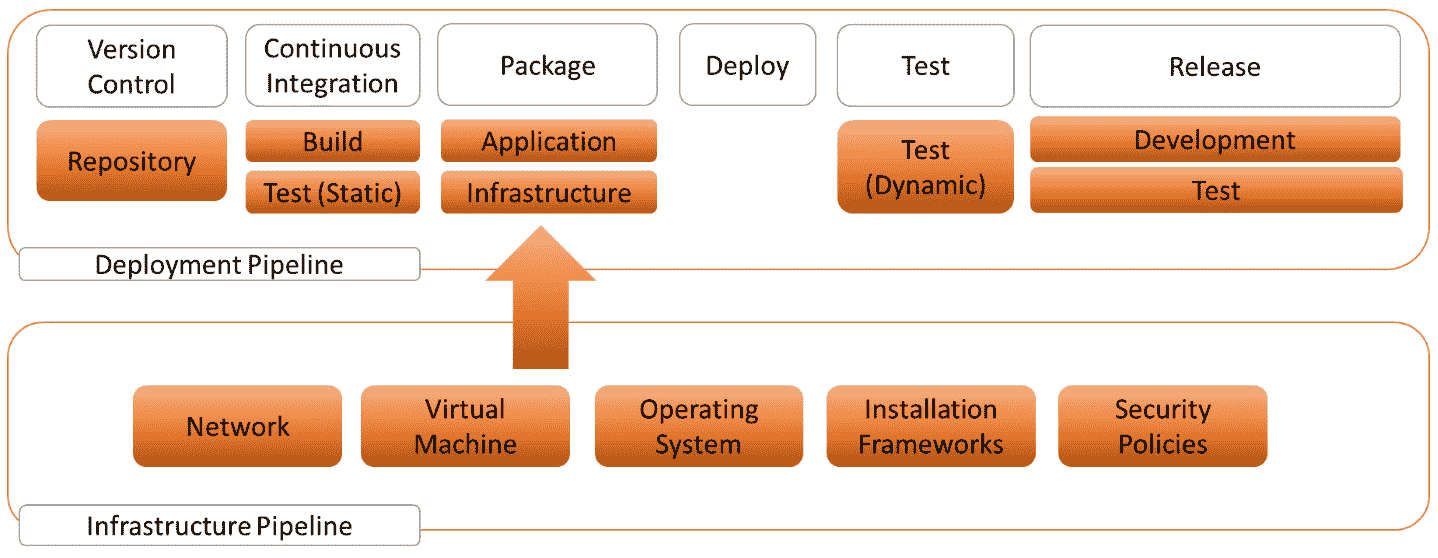 Version
Control
Continuous
Integration
Package
Deploy
Test
Release
Repository
Build
Test (Static)
Application
Infrastructure
Test
(Dynamic)
Development
Test
Deployment Pipeline
Network
Virtual
Machine
Operating
System
Installation
Frameworks
Security
Policies
Infrastructure Pipeline